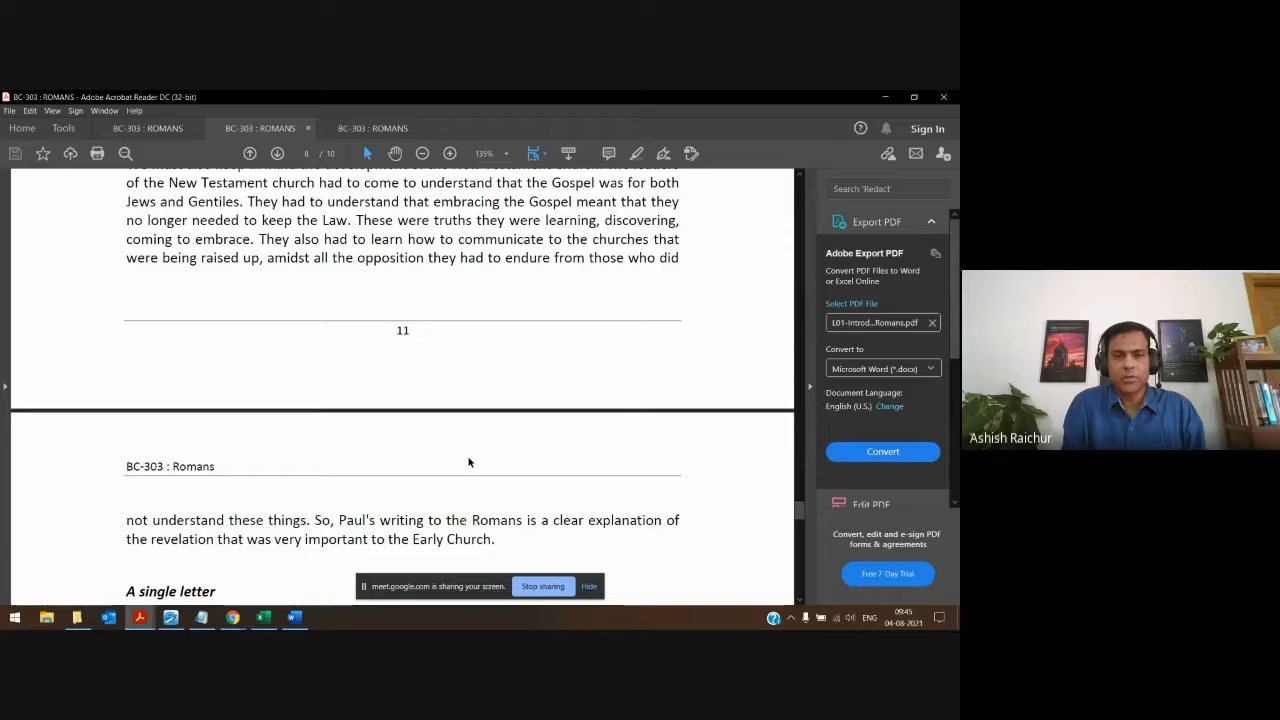 BC-303 : ROMANS - Adobe Acrobat Reader DC (32-bit)
File Edit View Sign Window Help
Home Tools BC-303 : ROMANS BC-303 : ROMANS × BC-303 : ROMANS Sign In
8 / 10 135%
of the New Testament church had to come to understand that the Gospel was for both
Jews and Gentiles. They had to understand that embracing the Gospel meant that they
no longer needed to keep the Law. These were truths they were learning, discovering,
coming to embrace. They also had to learn how to communicate to the churches that
were being raised up, amidst all the opposition they had to endure from those who did
11
BC-303 : Romans
not understand these things. So, Paul's writing to the Romans is a clear explanation of
the revelation that was very important to the Early Church.
A single letter
Search 'Redact'
Export PDF
Adobe Export PDF
Convert PDF Files to Word
or Excel Online
Select PDF File
L01-Introd...Romans.pdf
Convert to
Microsoft Word (*.docx)
Document Language:
English (U.S.) Change
Convert
Edit PDF
Convert, edit and e-sign PDF
forms & agreements
Free 7-Day Trial
meet.google.com is sharing your screen. Stop sharing Hide
ENG
09:45
04-08-2021
Ashish Raichur